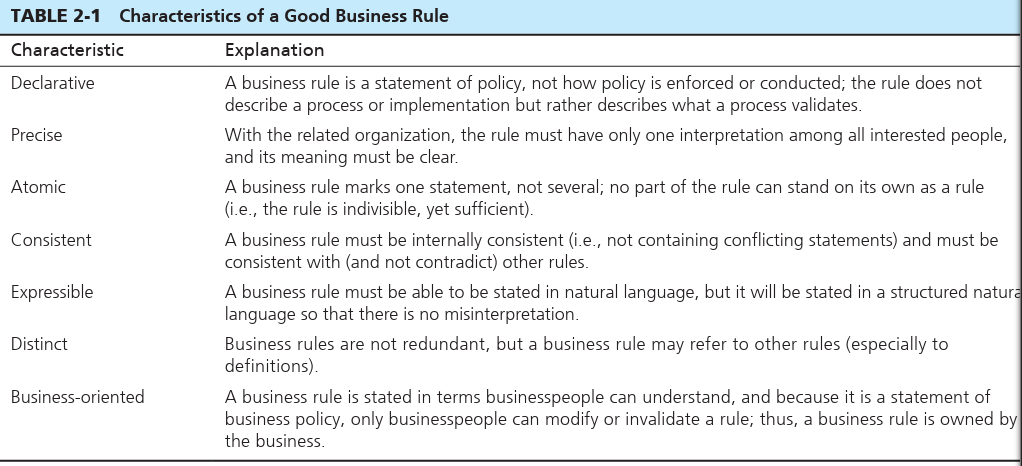 TABLE 2-1 Characteristics of a Good Business Rule
Characteristic Explanation
Declarative A business rule is a statement of policy, not how policy is enforced or conducted; the rule does not
describe a process or implementation but rather describes what a process validates.
Precise With the related organization, the rule must have only one interpretation among all interested people,
and its meaning must be clear.
Atomic A business rule marks one statement, not several; no part of the rule can stand on its own as a rule
(i.e., the rule is indivisible, yet sufficient).
Consistent A business rule must be internally consistent (i.e., not containing conflicting statements) and must be
consistent with (and not contradict) other rules.
Expressible A business rule must be able to be stated in natural language, but it will be stated in a structured natura
language so that there is no misinterpretation.
Distinct Business rules are not redundant, but a business rule may refer to other rules (especially to
definitions).
Business-oriented A business rule is stated in terms businesspeople can understand, and because it is a statement of
business policy, only businesspeople can modify or invalidate a rule; thus, a business rule is owned by
the business.